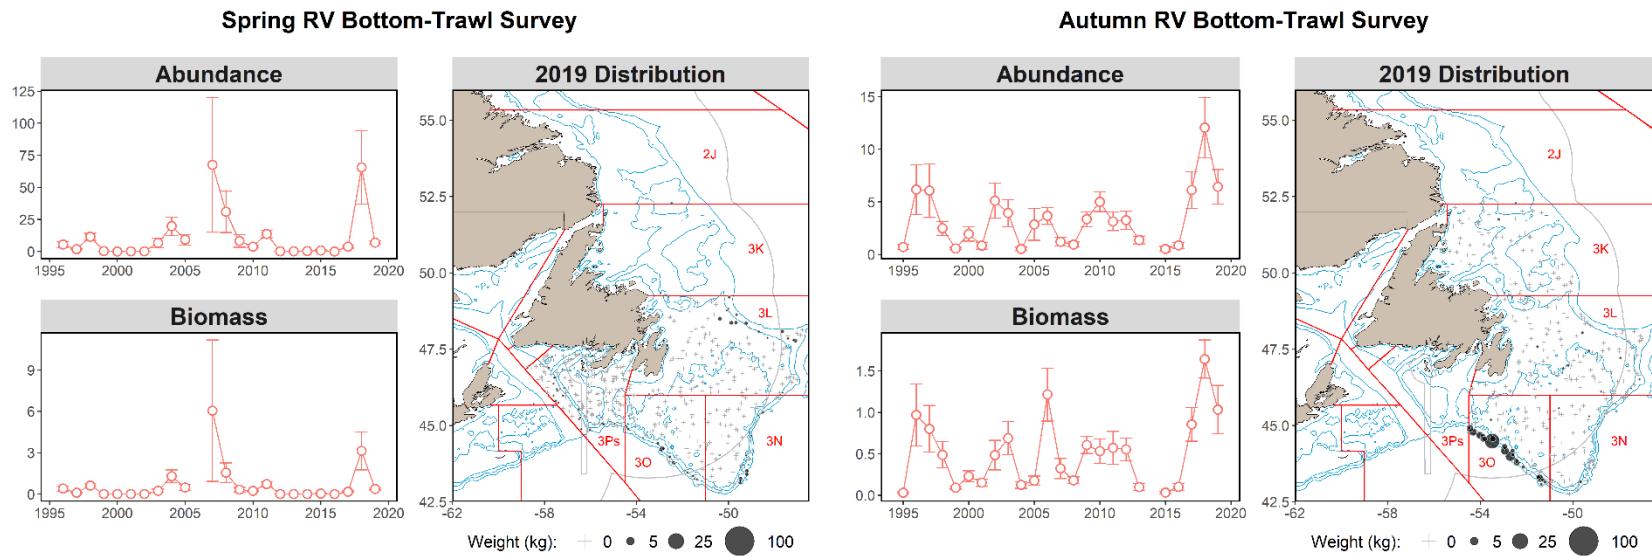 Spring RV Bottom-Trawl Survey
Autumn RV Bottom-Trawl Survey
Abundance
125
100
75
50
25
0
1995 2000 2005 2010 2015 2020
Biomass
9
6
3
0
1995 2000 2005 2010 2015 2020
2019 Distribution
55.0
52.5
50.0
47.5
45.0
42.5
2J
3K
3L
3Ps
3N
3O
-62 -58 -54 -50
Weight (kg): 0 5 25 100
Abundance
15
10
5
0
1995 2000 2005 2010 2015 2020
Biomass
1.5
1.0
0.5
0.0
1995 2000 2005 2010 2015 2020
2019 Distribution
55.0
52.5
50.0
47.5
45.0
42.5
2J
3K
3L
3Ps
3N
3O
-62 -58 -54 -50
Weight (kg): 0 5 25 100